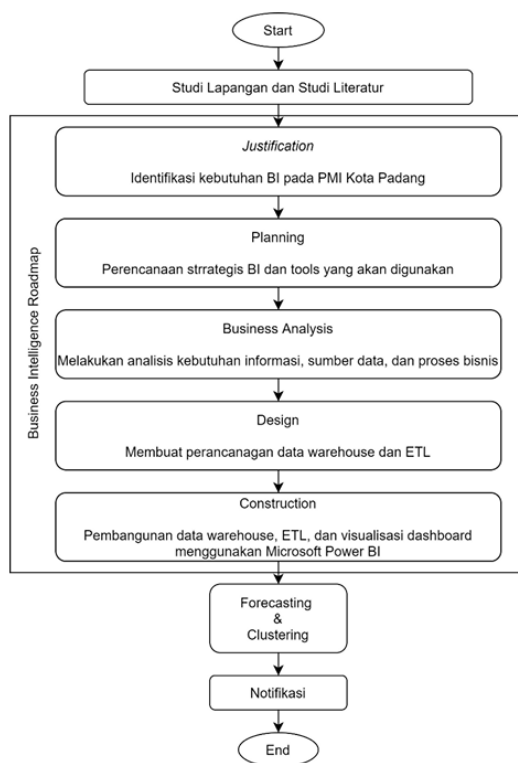 Start
Studi Lapangan dan Studi Literatur
Business Intelligence Roadmap
Justification
Identifikasi kebutuhan BI pada PMI Kota Padang
Planning
Perencanaan strrategis BI dan tools yang akan digunakan
Business Analysis
Melakukan analisis kebutuhan informasi, sumber data, dan proses bisnis
Design
Membuat perancanagan data warehouse dan ETL
Construction
Pembangunan data warehouse, ETL, dan visualisasi dashboard
menggunakan Microsoft Power BI
Forecasting
&
Clustering
Notifikasi
End